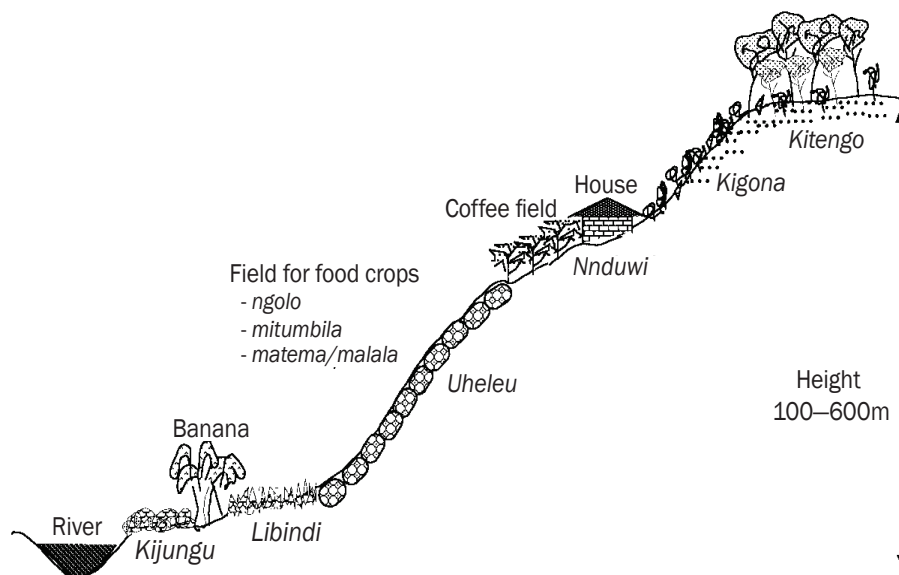 Kitengo
Kigona
House
Coffee field
Nnduwi
Field for food crops
- ngolo
- mitumbila
- matema/malala
Uheleu
Height
100–600m
Banana
River
Kijungu
Libindi